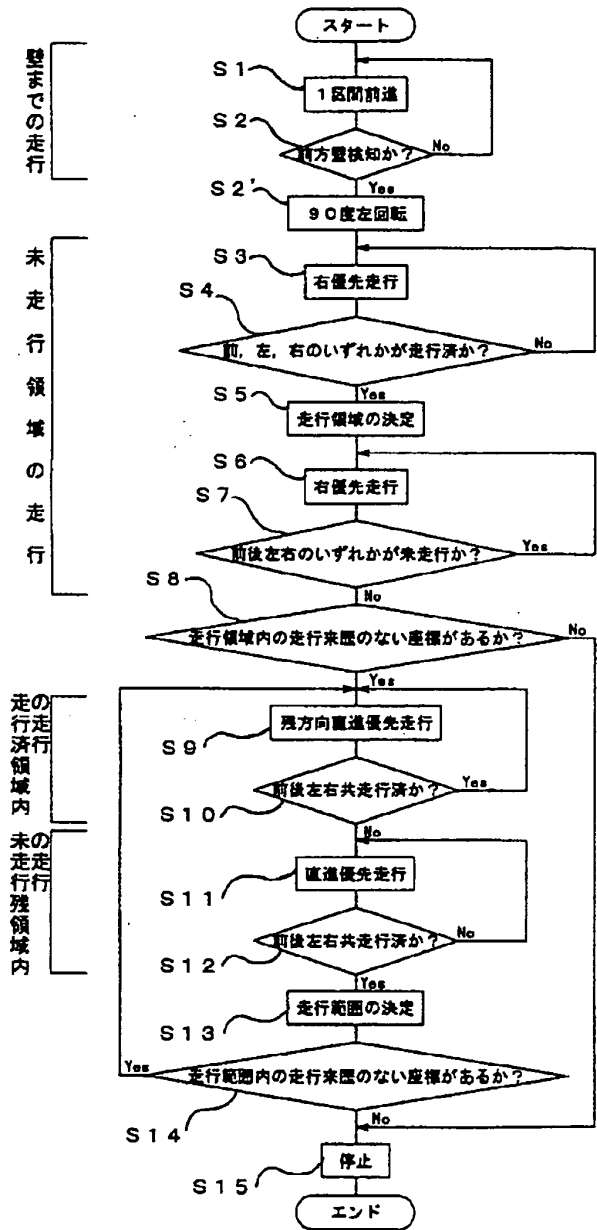 スタート
S1
1区間前進
S2
前方壁検知か?
No
Yes
S2'
90度左回転
壁までの走行
S3
右優先走行
S4
前,左,右のいずれかが走行済か?
No
Yes
S5
走行領域の決定
S6
右優先走行
S7
前後左右のいずれかが未走行か?
Yes
No
未走行領域の走行
S8
走行領域内の走行来歴のない座標があるか?
No
Yes
S9
残方向直進優先走行
S10
前後左右共走行済か?
Yes
No
走行済領域内
の走行
S11
直進優先走行
S12
前後左右共走行済か?
No
Yes
未走行残領域内
の走行
S13
走行範囲の決定
S14
走行範囲内の走行来歴のない座標があるか?
Yes
No
S15
停止
エンド